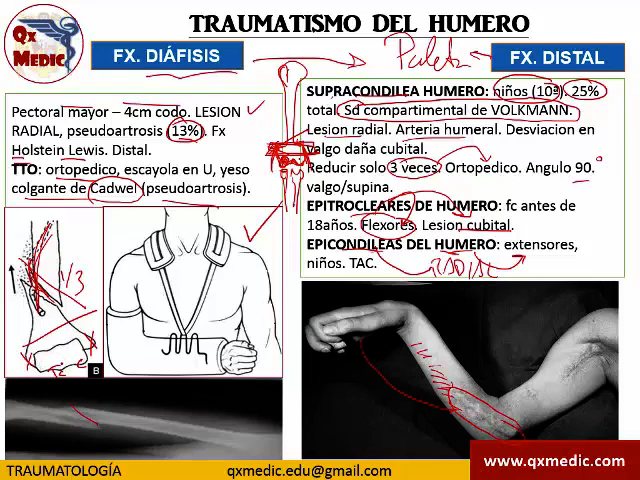 TRAUMATISMO DEL HUMERO
Qx
MEDIC
FX. DIÁFISIS
Paleta
FX. DISTAL
Pectoral mayor – 4cm codo. LESION
RADIAL, pseudoartrosis 13%. Fx
Holstein Lewis. Distal.
TTO: ortopedico, escayola en U, yeso
colgante de Cadwel (pseudoartrosis).
SUPRACONDILEA HUMERO: niños (10ª). 25%
total. Sd compartimental de VOLKMANN.
Lesion radial. Arteria humeral. Desviacion en
valgo daña cubital.
Reducir solo 3 veces. Ortopedico. Angulo 90.
valgo/supina.
EPITROCLEARES DE HUMERO: fc antes de
18años. Flexores. Lesion cubital.
EPICONDILEAS DEL HUMERO: extensores,
niños. TAC.
RADIAL
1/3
B
Qx
MEDIC
TRAUMATOLOGÍA
qxmedic.edu@gmail.com
www.qxmedic.com